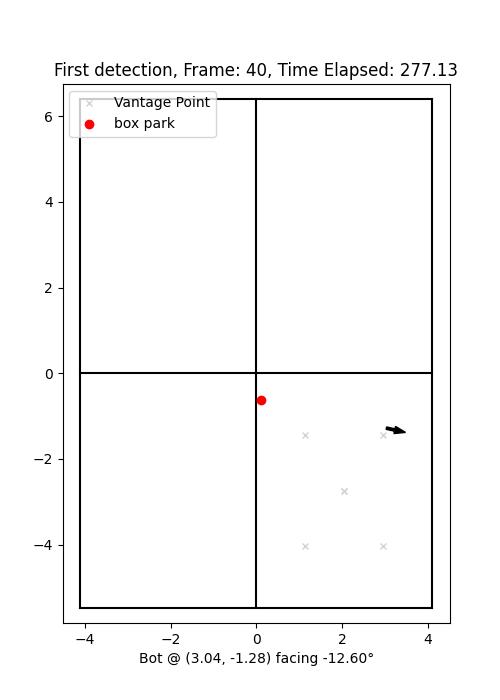 First detection, Frame: 40, Time Elapsed: 277.13
Vantage Point
box park
6
4
2
0
−2
−4
−4
−2
0
2
4
Bot @ (3.04, -1.28) facing -12.60°